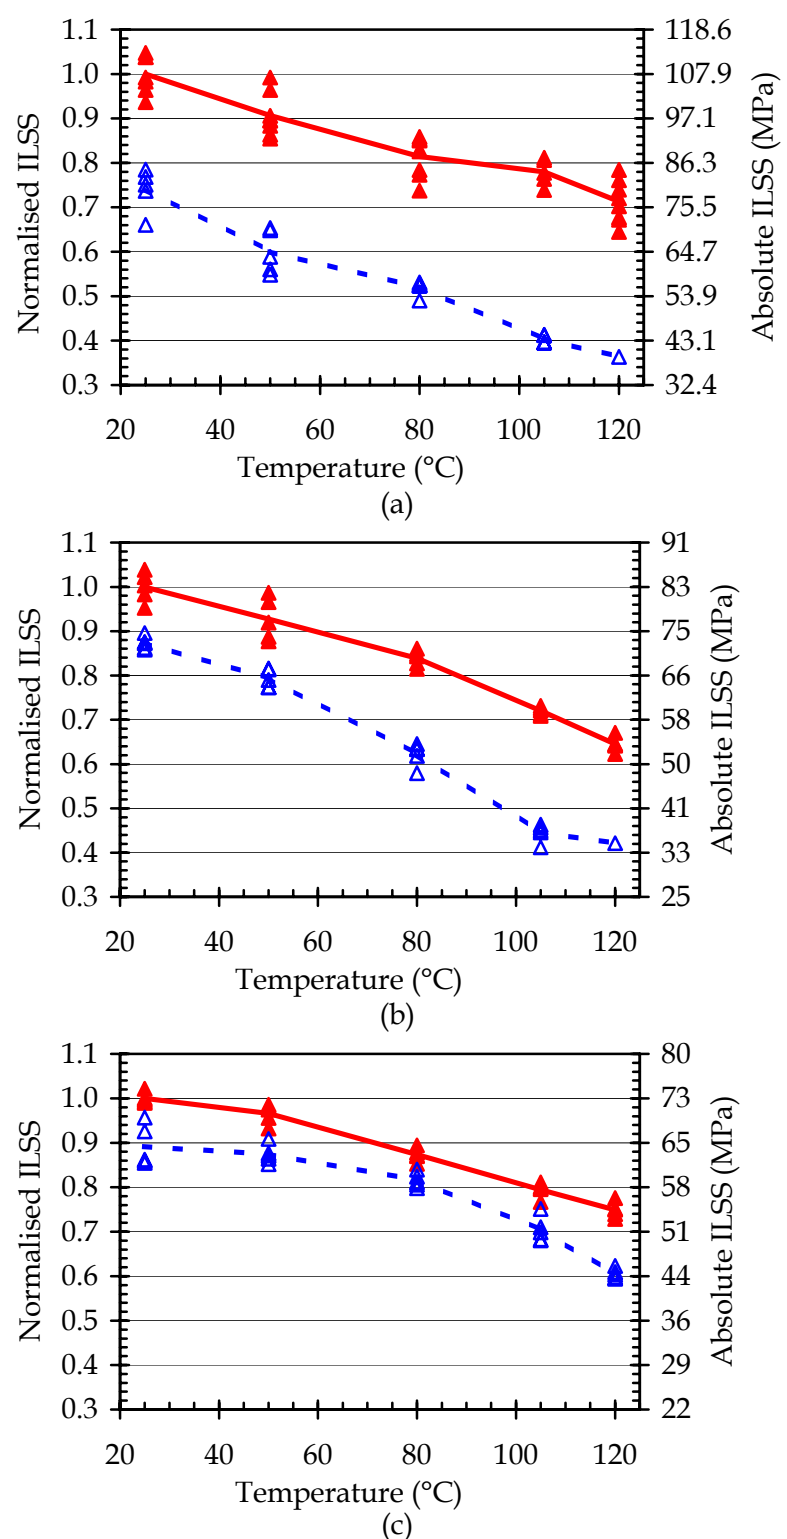 1.1 118.6
1.0 107.9
0.9 97.1
0.8 86.3
0.7 75.5
0.6 64.7
0.5 53.9
0.4 43.1
0.3 32.4
Normalised ILSS
Absolute ILSS (MPa)
20 40 60 80 100 120
Temperature (°C)
(a)
1.1 91
1.0 83
0.9 75
0.8 66
0.7 58
0.6 50
0.5 41
0.4 33
0.3 25
Normalised ILSS
Absolute ILSS (MPa)
20 40 60 80 100 120
Temperature (°C)
(b)
1.1 80
1.0 73
0.9 65
0.8 58
0.7 51
0.6 44
0.5 36
0.4 29
0.3 22
Normalised ILSS
Absolute ILSS (MPa)
20 40 60 80 100 120
Temperature (°C)
(c)